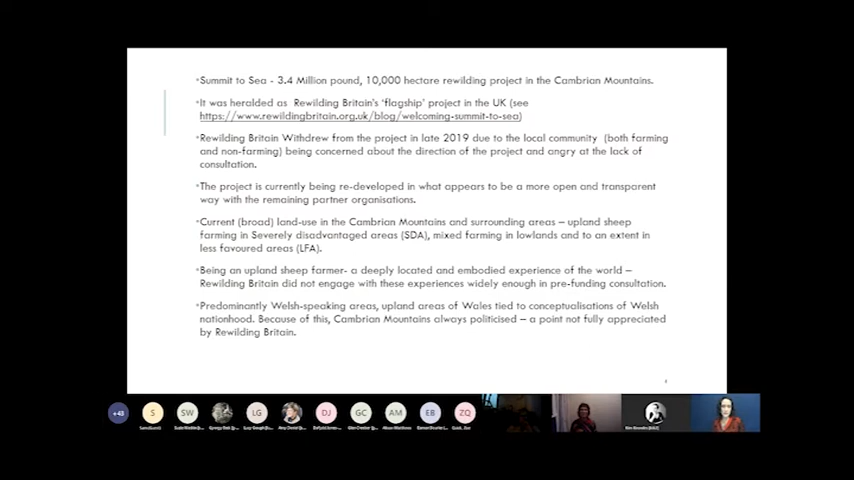 •Summit to Sea - 3.4 Million pound, 10,000 hectare rewilding project in the Cambrian Mountains.
•It was heralded as Rewilding Britain's 'flagship' project in the UK (see
https://www.rewildingbritain.org.uk/blog/welcoming-summit-to-sea)
•Rewilding Britain Withdrew from the project in late 2019 due to the local community (both farming
and non-farming) being concerned about the direction of the project and angry at the lack of
consultation.
•The project is currently being re-developed in what appears to be a more open and transparent
way with the remaining partner organisations.
•Current (broad) land-use in the Cambrian Mountains and surrounding areas – upland sheep
farming in Severely disadvantaged areas (SDA), mixed farming in lowlands and to an extent in
less favoured areas (LFA).
•Being an upland sheep farmer- a deeply located and embodied experience of the world –
Rewilding Britain did not engage with these experiences widely enough in pre-funding consultation.
•Predominantly Welsh-speaking areas, upland areas of Wales tied to conceptualisations of Welsh
nationhood. Because of this, Cambrian Mountains always politicised – a point not fully appreciated
by Rewilding Britain.
+43 S SW LG DJ GC AM EB ZQ